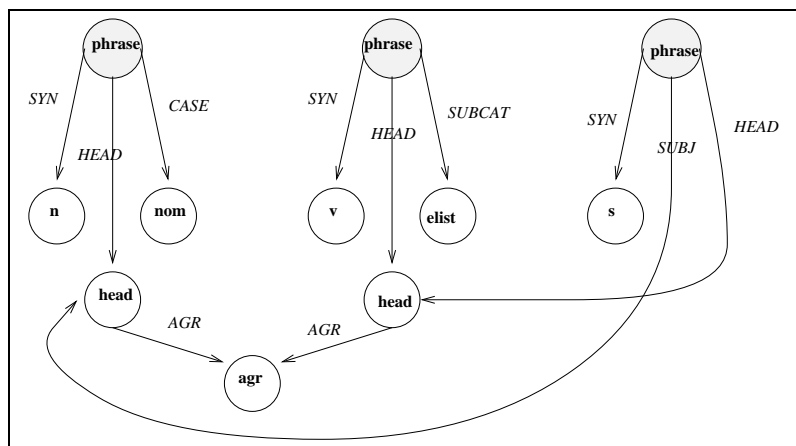 phrase phrase phrase
SYN CASE SYN SUBCAT SYN HEAD
HEAD HEAD SUBJ
n nom v elist s
head head
AGR AGR
agr